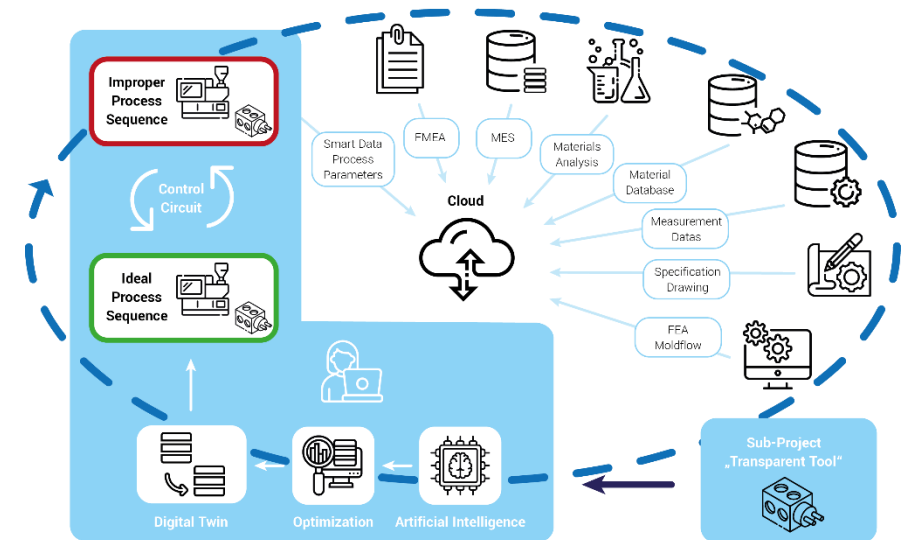 Improper
Process
Sequence
Control
Circuit
Ideal
Process
Sequence
Smart Data
Process
Parameters
FMEA
MES
Materials
Analysis
Material
Database
Measurement
Datas
Specification
Drawing
FEA
Moldflow
Cloud
Digital Twin
Optimization
Artificial Intelligence
Sub-Project
„Transparent Tool“